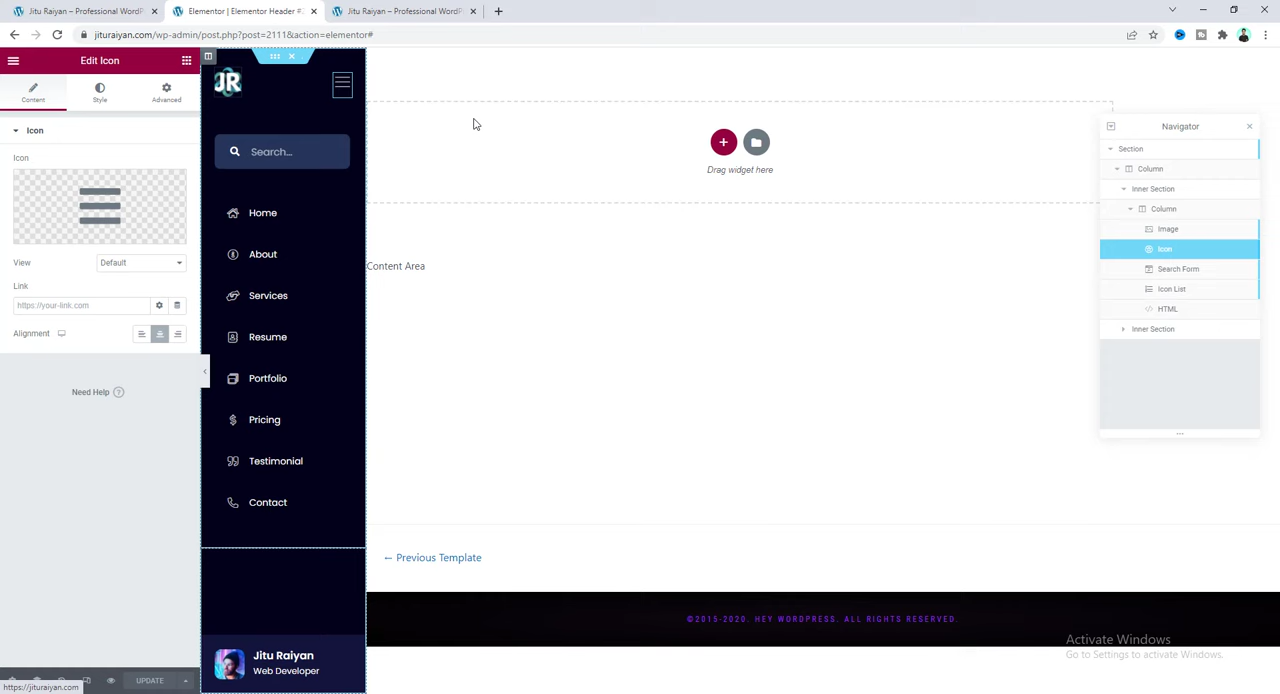 Jitu Raiyan – Personal WordP
Elementor | Elementor Header #
Jitu Raiyan – Personal WordP
jituraiyan.com/wp-admin/post.php?post=2111&action=elementor#
Edit Icon
Content
Style
Advanced
Icon
Icon
View
Default
Link
https://your-link.com
Alignment
Need Help
UPDATE
https://jituraiyan.com
JR
Search...
Home
About
Services
Resume
Portfolio
Pricing
Testimonial
Contact
Jitu Raiyan
Web Developer
Drag widget here
Content Area
← Previous Template
©2015-2020. HEY WORDPRESS. ALL RIGHTS RESERVED.
Navigator
Section
Column
Inner Section
Column
Image
Icon
Search Form
Icon List
HTML
Inner Section
Activate Windows
Go to Settings to activate Windows.